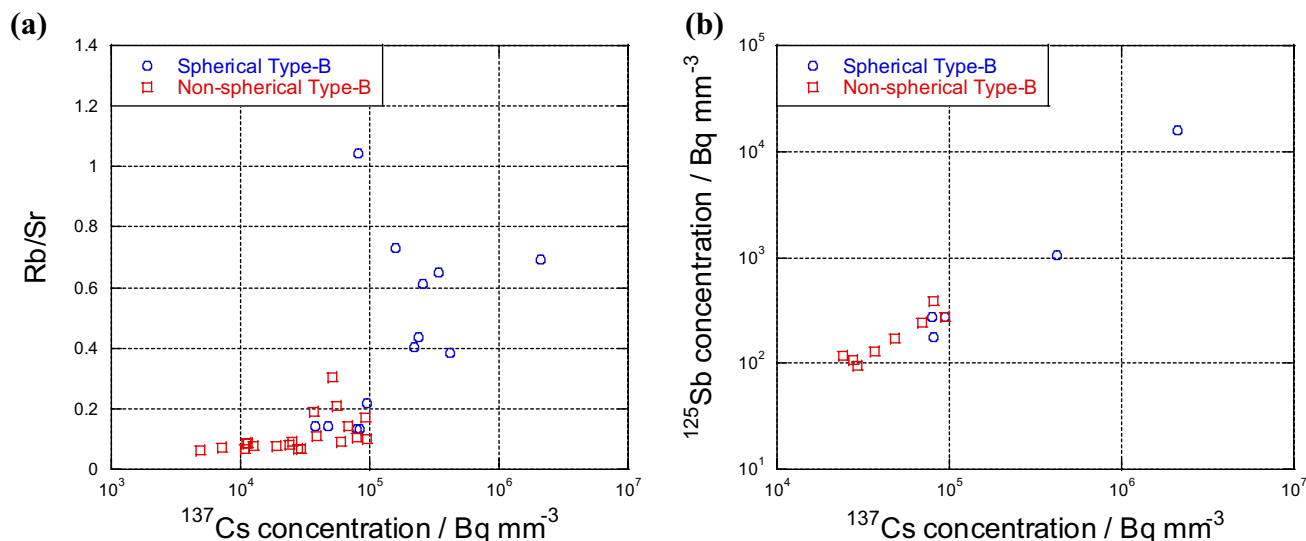 (a)
1.4
1.2
1
0.8
0.6
0.4
0.2
0
Rb/Sr
Spherical Type-B
Non-spherical Type-B
10³ 10⁴ 10⁵ 10⁶ 10⁷
¹³⁷Cs concentration / Bq mm⁻³
(b)
10⁵
10⁴
10³
10²
10¹
¹²⁵Sb concentration / Bq mm⁻³
Spherical Type-B
Non-spherical Type-B
10⁴ 10⁵ 10⁶ 10⁷
¹³⁷Cs concentration / Bq mm⁻³